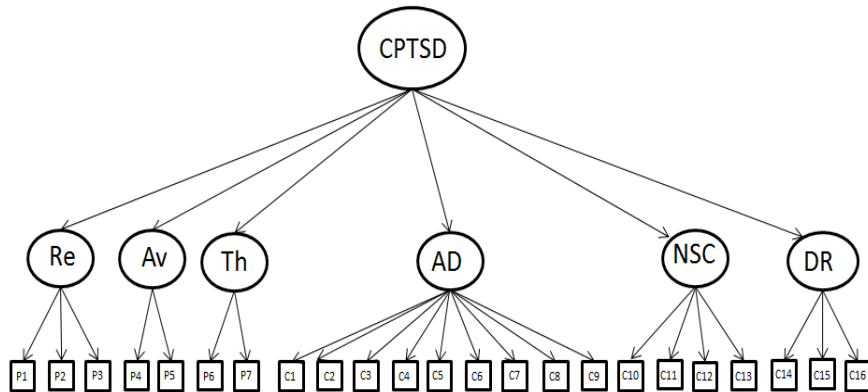 CPTSD
Re Av Th AD NSC DR
P1 P2 P3 P4 P5 P6 P7 C1 C2 C3 C4 C5 C6 C7 C8 C9 C10 C11 C12 C13 C14 C15 C16